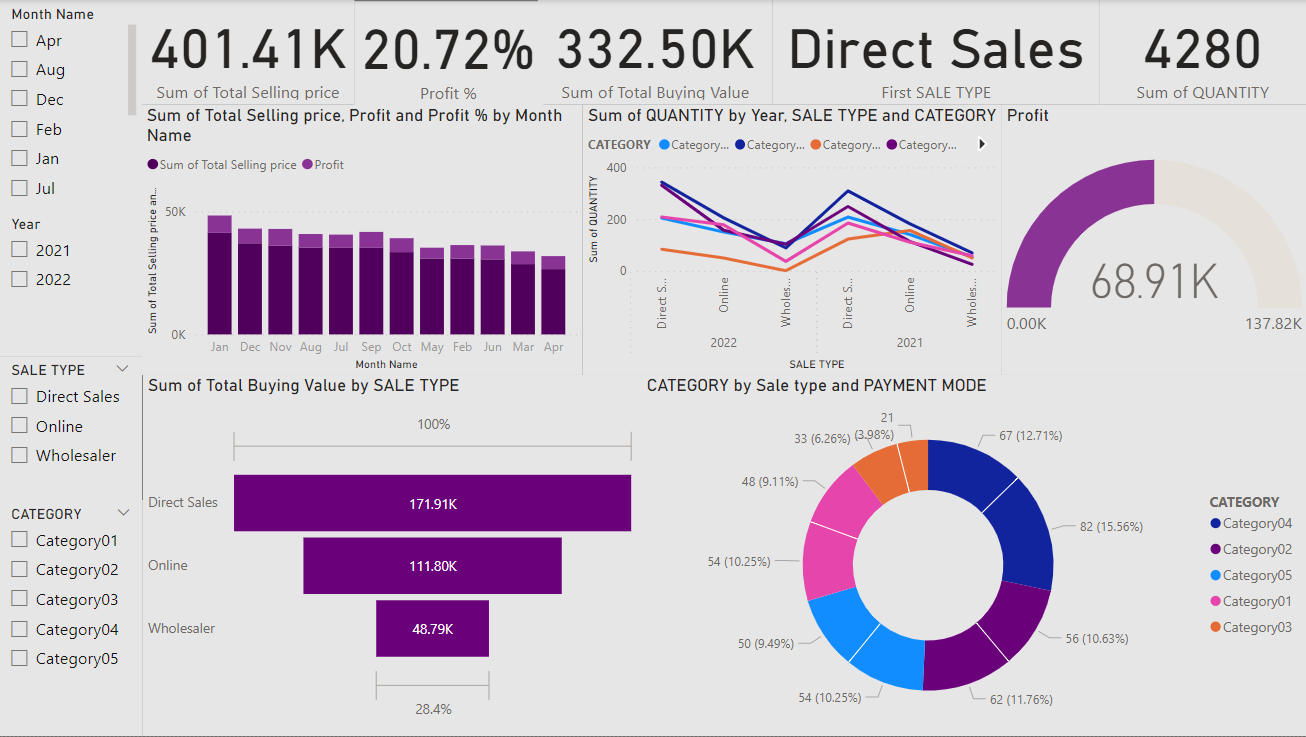 Month Name
Apr
Aug
Dec
Feb
Jan
Jul
Year
2021
2022
SALE TYPE
Direct Sales
Online
Wholesaler
CATEGORY
Category01
Category02
Category03
Category04
Category05
401.41K
Sum of Total Selling price
20.72%
Profit %
332.50K
Sum of Total Buying Value
Direct Sales
First SALE TYPE
4280
Sum of QUANTITY
Sum of Total Selling price, Profit and Profit % by Month
Name
Sum of Total Selling price
Profit
Sum of Total Selling price an...
50K
0K
Jan Dec Nov Aug Jul Sep Oct May Feb Jun Mar Apr
Month Name
Sum of QUANTITY by Year, SALE TYPE and CATEGORY
CATEGORY Category... Category... Category... Category...
Sum of QUANTITY
400
200
0
Direct S... Online Wholes... Direct S... Online Wholes...
2022 2021
SALE TYPE
Profit
68.91K
0.00K 137.82K
Sum of Total Buying Value by SALE TYPE
100%
Direct Sales 171.91K
Online 111.80K
Wholesaler 48.79K
28.4%
CATEGORY by Sale type and PAYMENT MODE
67 (12.71%)
82 (15.56%)
56 (10.63%)
62 (11.76%)
54 (10.25%)
50 (9.49%)
54 (10.25%)
48 (9.11%)
33 (6.26%)
21
(3.98%)
CATEGORY
Category04
Category02
Category05
Category01
Category03